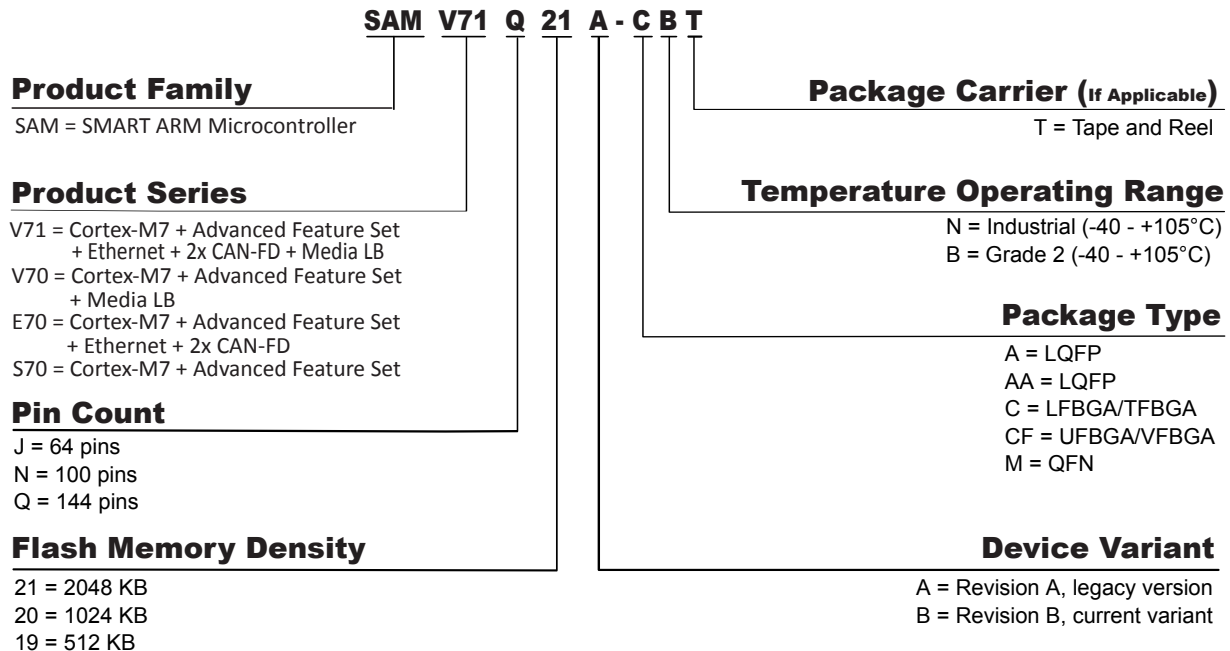 SAM V71 Q 21 A - C B T
Product Family
SAM = SMART ARM Microcontroller
Product Series
V71 = Cortex-M7 + Advanced Feature Set
+ Ethernet + 2x CAN-FD + Media LB
V70 = Cortex-M7 + Advanced Feature Set
+ Media LB
E70 = Cortex-M7 + Advanced Feature Set
+ Ethernet + 2x CAN-FD
S70 = Cortex-M7 + Advanced Feature Set
Pin Count
J = 64 pins
N = 100 pins
Q = 144 pins
Flash Memory Density
21 = 2048 KB
20 = 1024 KB
19 = 512 KB
Package Carrier (If Applicable)
T = Tape and Reel
Temperature Operating Range
N = Industrial (-40 - +105°C)
B = Grade 2 (-40 - +105°C)
Package Type
A = LQFP
AA = LQFP
C = LFBGA/TFBGA
CF = UFBGA/VFBGA
M = QFN
Device Variant
A = Revision A, legacy version
B = Revision B, current variant